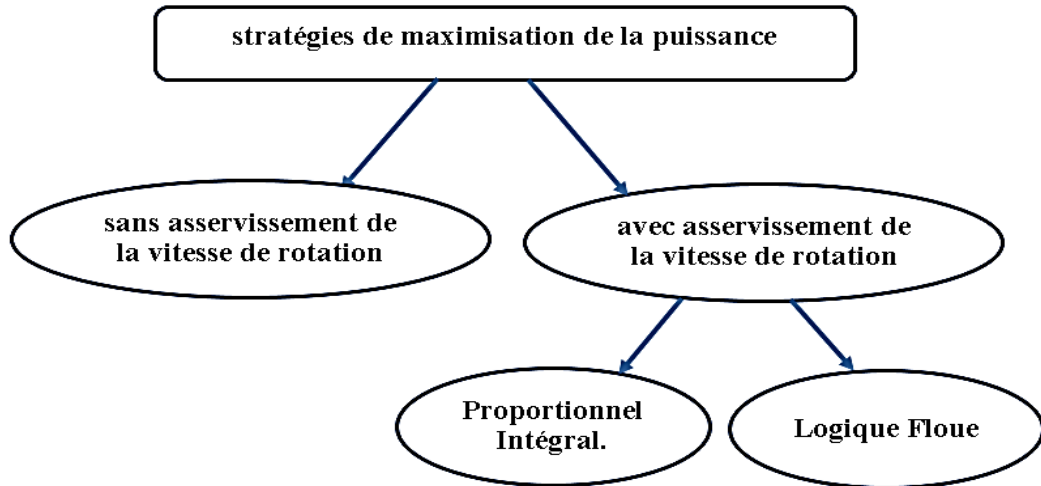 stratégies de maximisation de la puissance
sans asservissement de
la vitesse de rotation
avec asservissement de
la vitesse de rotation
Proportionnel
Intégral.
Logique Floue